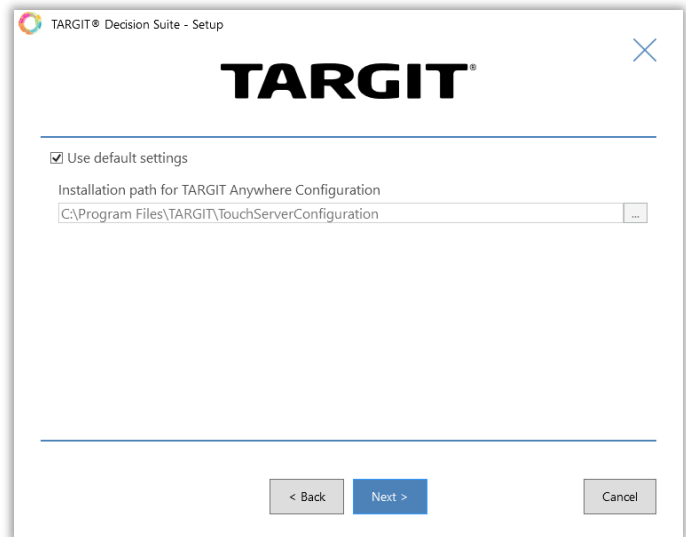 TARGIT® Decision Suite - Setup
TARGIT®
Use default settings
Installation path for TARGIT Anywhere Configuration
C:\Program Files\TARGIT\TouchServerConfiguration
...
< Back
Next >
Cancel